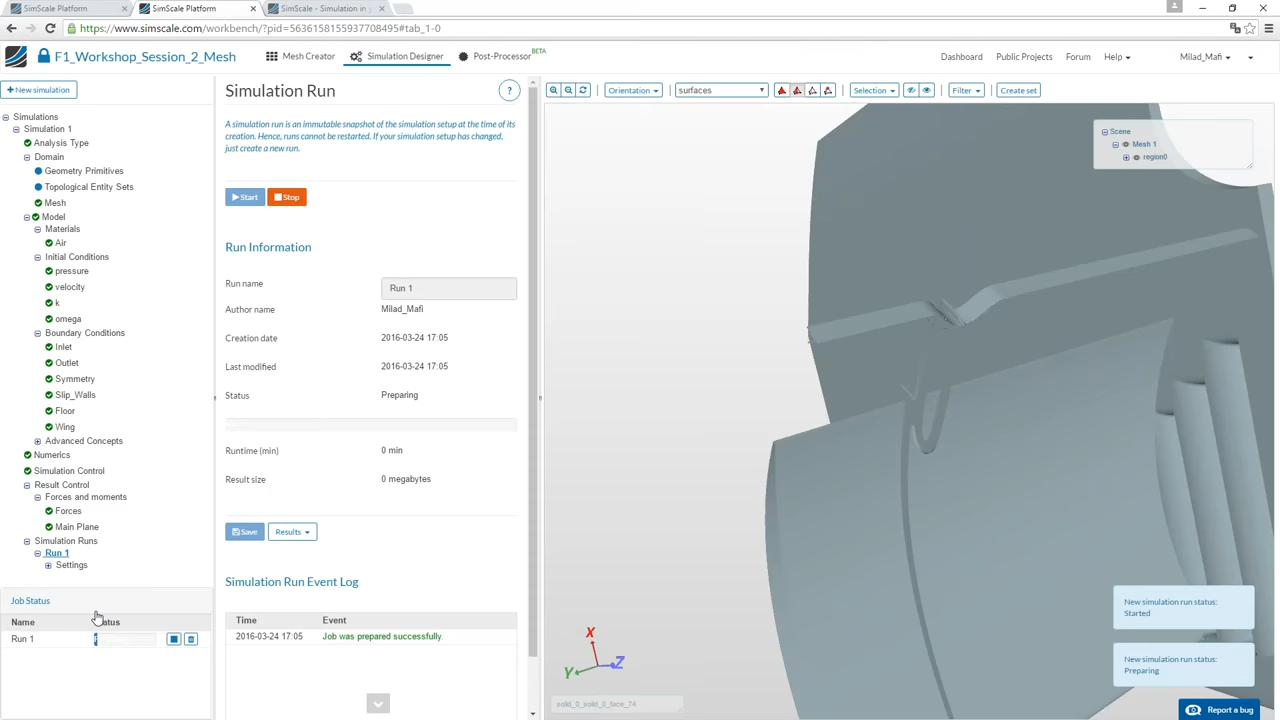 SimScale Platform
SimScale Platform
SimScale - Simulation in y
https://www.simscale.com/workbench/?pid=5636158155937708495#tab_1-0
F1_Workshop_Session_2_Mesh
Mesh Creator
Simulation Designer
Post-Processor BETA
Dashboard
Public Projects
Forum
Help
Milad_Mafi
New simulation
Simulation Run
?
Orientation
surfaces
Selection
Filter
Create set
Simulations
Simulation 1
Analysis Type
Domain
Geometry Primitives
Topological Entity Sets
Mesh
Model
Materials
Air
Initial Conditions
pressure
velocity
k
omega
Boundary Conditions
Inlet
Outlet
Symmetry
Slip_Walls
Floor
Wing
Advanced Concepts
Numerics
Simulation Control
Result Control
Forces and moments
Forces
Main Plane
Simulation Runs
Run 1
Settings
Job Status
Name
Run 1
A simulation run is an immutable snapshot of the simulation setup at the time of its
creation. Hence, runs cannot be restarted. If your simulation setup has changed,
just create a new run.
Start
Stop
Run Information
Run name
Run 1
Author name
Milad_Mafi
Creation date
2016-03-24 17:05
Last modified
2016-03-24 17:05
Status
Preparing
Runtime (min)
0 min
Result size
0 megabytes
Save
Results
Simulation Run Event Log
Time
Event
2016-03-24 17:05
Job was prepared successfully.
Scene
Mesh 1
region0
X
Y
Z
solid_0_solid_0_face_74
New simulation run status:
Started
New simulation run status:
Preparing
Report a bug